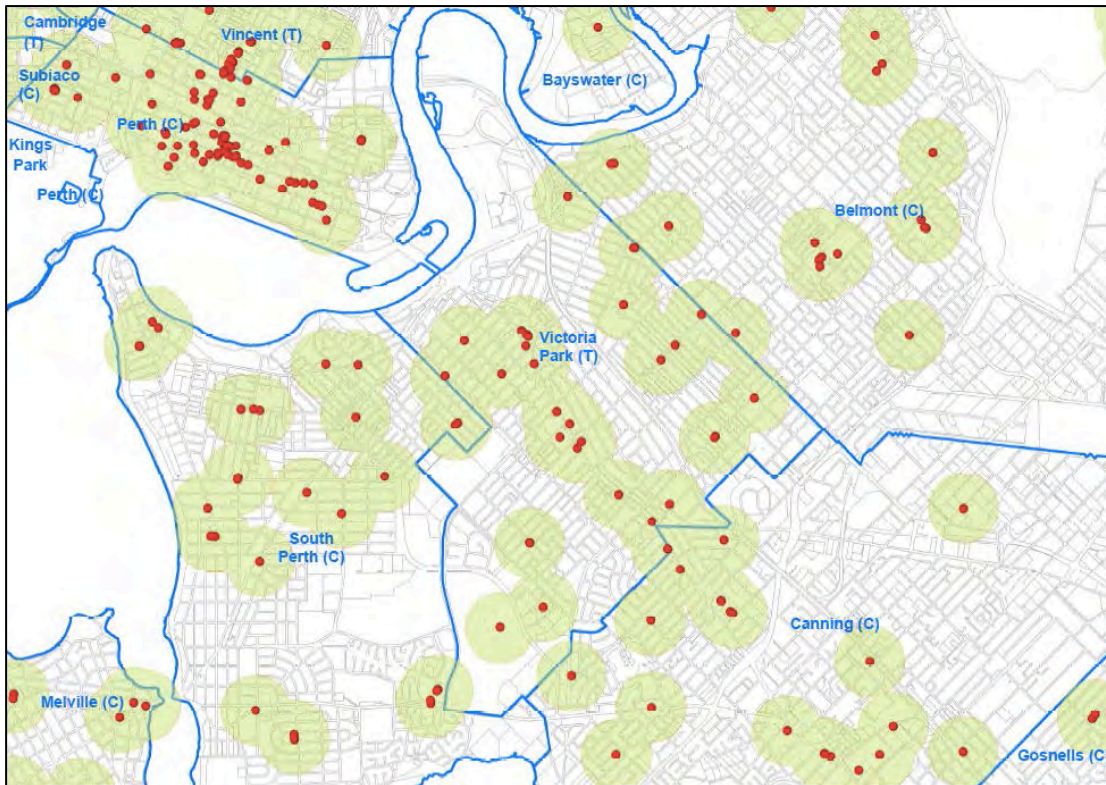 Cambridge
(T)
Vincent (T)
Subiaco
(C)
Bayswater (C)
Perth (C)
Kings
Park
Perth (C)
Belmont (C)
Victoria
Park (T)
South
Perth (C)
Canning (C)
Melville (C)
Gosnells (C